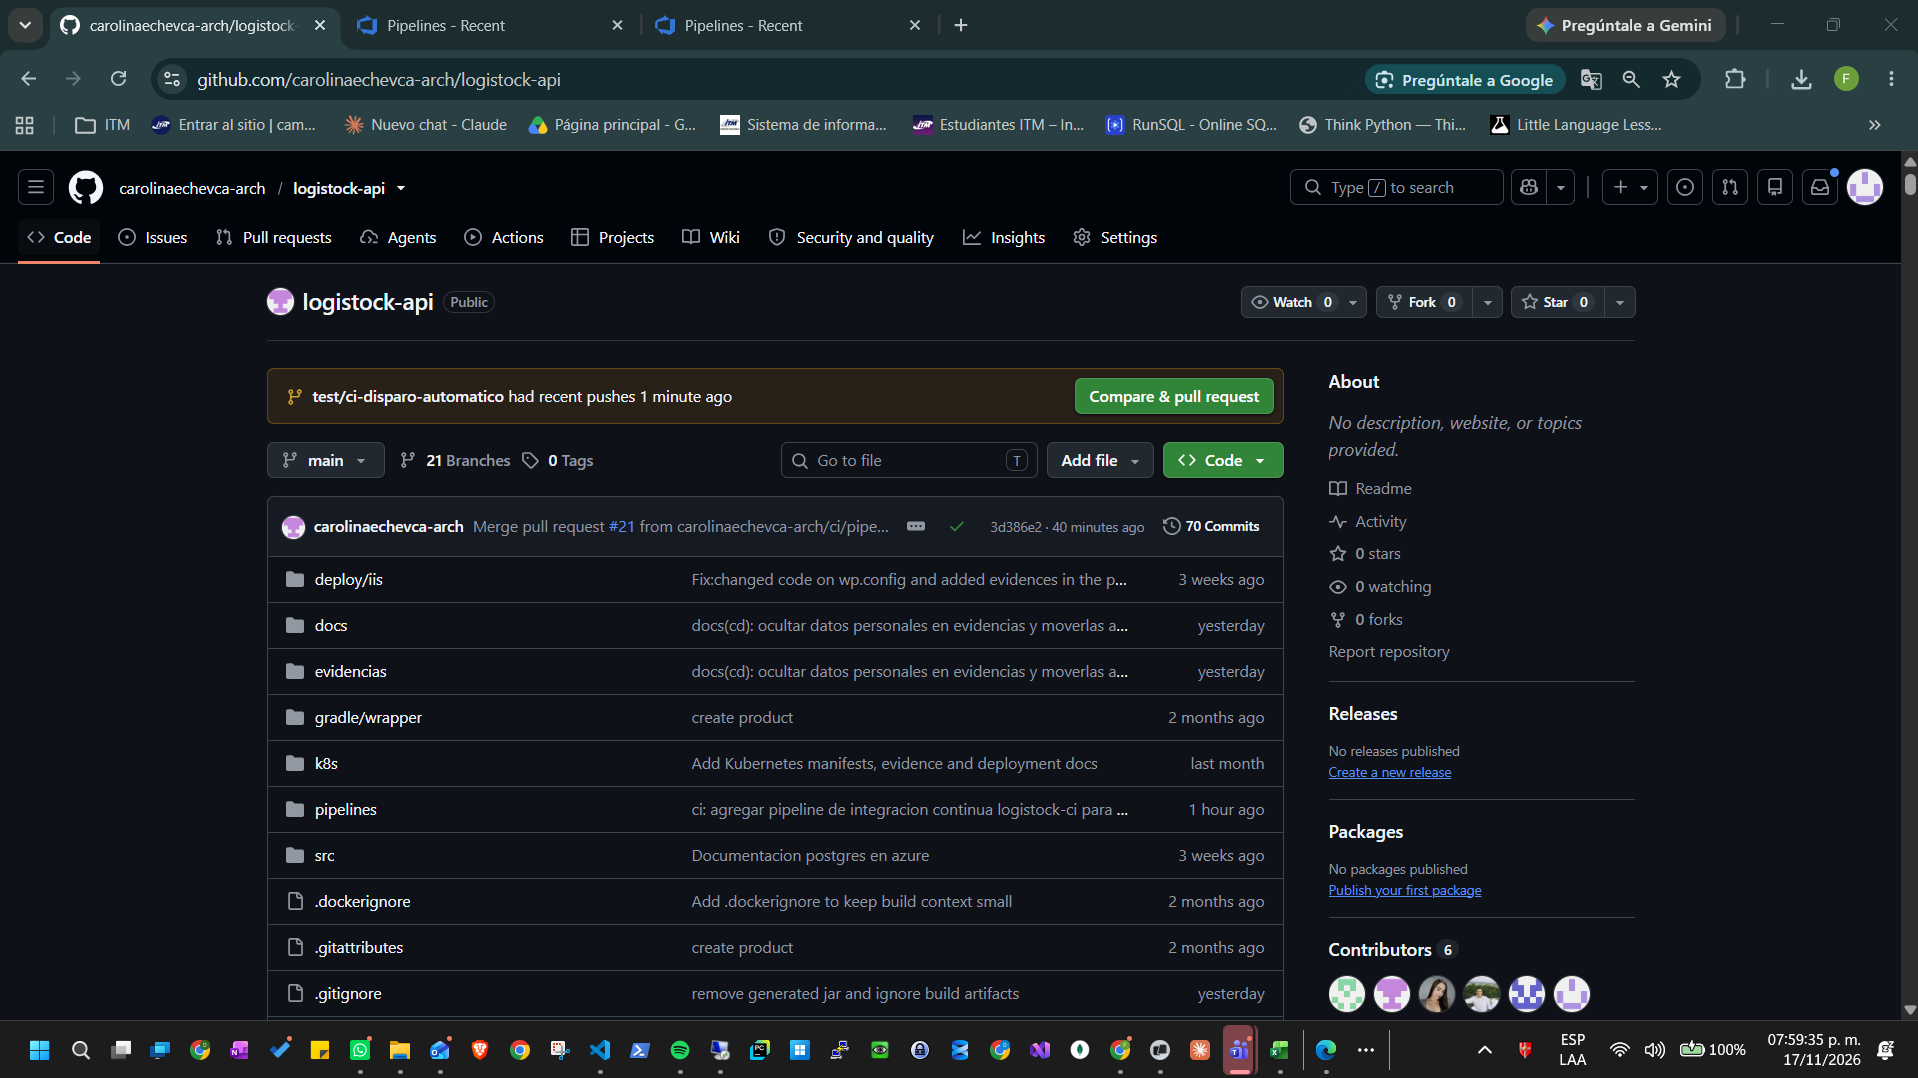 carolinaechevca-arch/logistock-
Pipelines - Recent
Pipelines - Recent
Pregúntale a Gemini
github.com/carolinaechevca-arch/logistock-api
Pregúntale a Google
F
ITM
Entrar al sitio | cam...
Nuevo chat - Claude
Página principal - G...
Sistema de informa...
Estudiantes ITM – In...
RunSQL - Online SQ...
Think Python — Thi...
Little Language Less...
carolinaechevca-arch / logistock-api
Type / to search
Code
Issues
Pull requests
Agents
Actions
Projects
Wiki
Security and quality
Insights
Settings
logistock-api Public
Watch 0
Fork 0
Star 0
test/ci-disparo-automatico had recent pushes 1 minute ago
Compare & pull request
main
21 Branches
0 Tags
Go to file T
Add file
Code
carolinaechevca-arch Merge pull request #21 from carolinaechevca-arch/ci/pipe... 3d386e2 · 40 minutes ago 70 Commits
deploy/iis Fix:changed code on wp.config and added evidences in the p... 3 weeks ago
docs docs(cd): ocultar datos personales en evidencias y moverlas a... yesterday
evidencias docs(cd): ocultar datos personales en evidencias y moverlas a... yesterday
gradle/wrapper create product 2 months ago
k8s Add Kubernetes manifests, evidence and deployment docs last month
pipelines ci: agregar pipeline de integracion continua logistock-ci para ... 1 hour ago
src Documentacion postgres en azure 3 weeks ago
.dockerignore Add .dockerignore to keep build context small 2 months ago
.gitattributes create product 2 months ago
.gitignore remove generated jar and ignore build artifacts yesterday
About
No description, website, or topics
provided.
Readme
Activity
0 stars
0 watching
0 forks
Report repository
Releases
No releases published
Create a new release
Packages
No packages published
Publish your first package
Contributors 6
ESP
LAA
100%
07:59:35 p. m.
17/11/2026